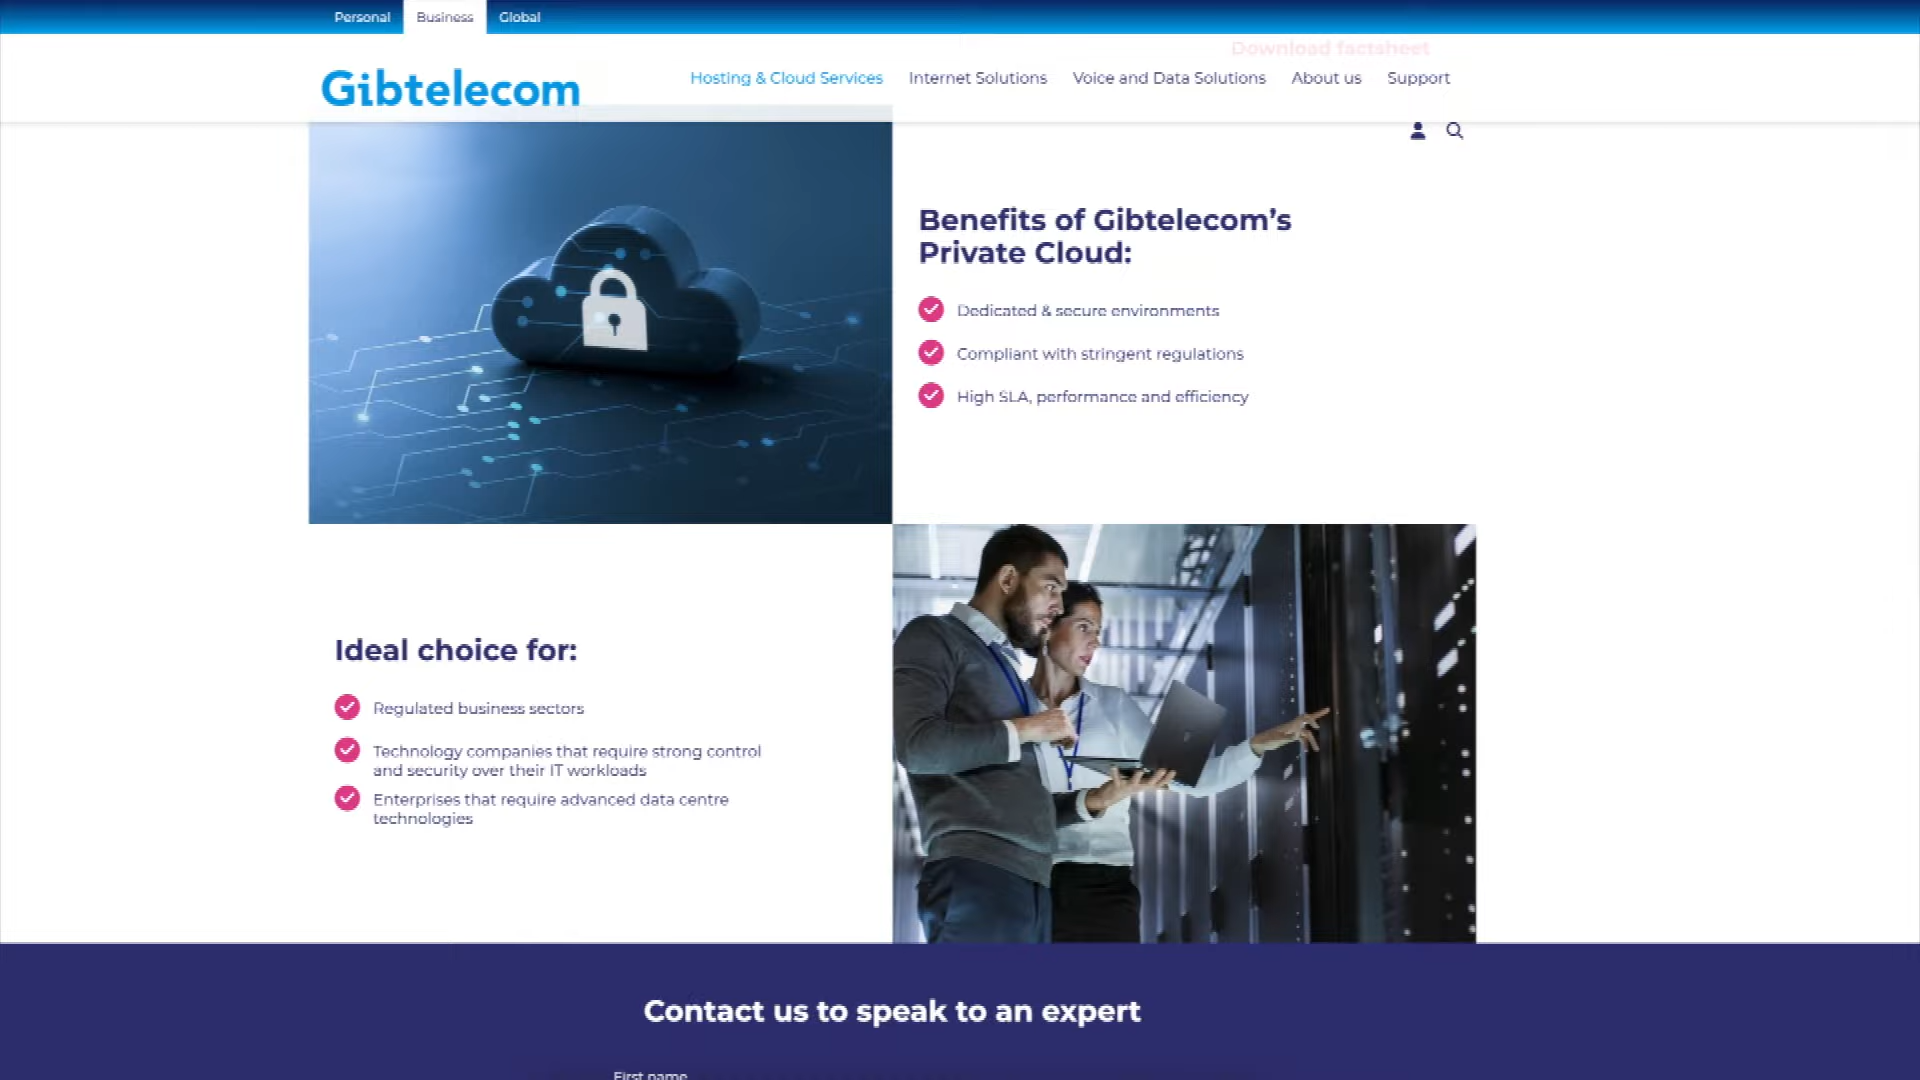 Personal Business Global
Download factsheet
Gibtelecom
Hosting & Cloud Services Internet Solutions Voice and Data Solutions About us Support
Benefits of Gibtelecom’s
Private Cloud:
Dedicated & secure environments
Compliant with stringent regulations
High SLA, performance and efficiency
Ideal choice for:
Regulated business sectors
Technology companies that require strong control
and security over their IT workloads
Enterprises that require advanced data centre
technologies
Contact us to speak to an expert
First name